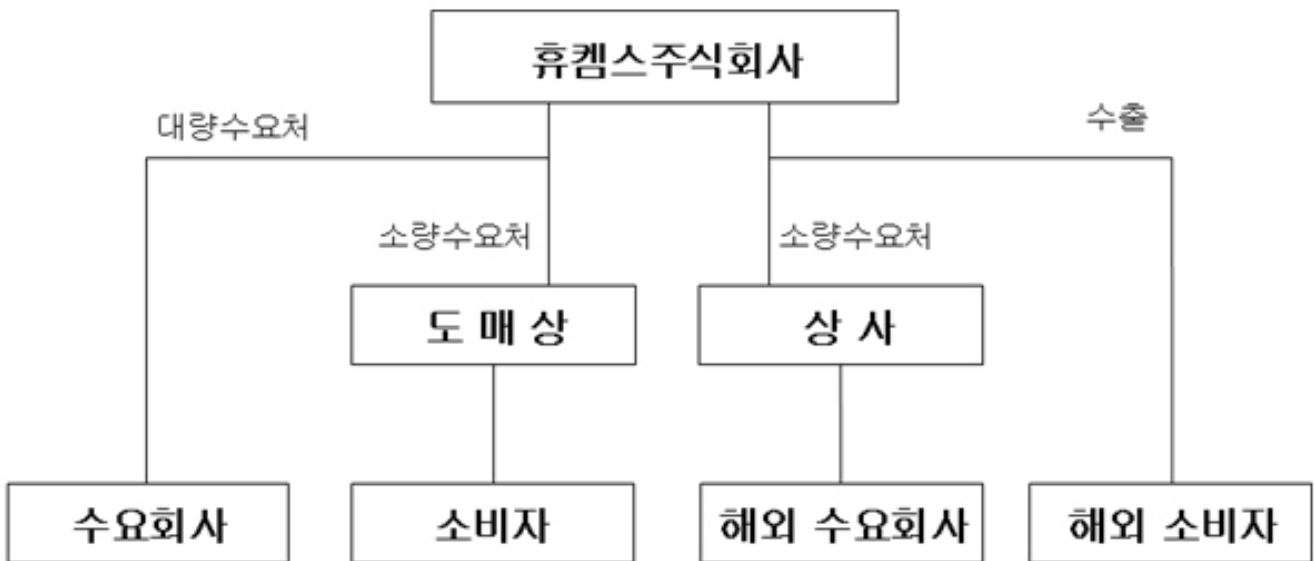 휴켐스주식회사
대량수요처
수출
소량수요처
소량수요처
도 매 상
상 사
수요회사
소비자
해외 수요회사
해외 소비자